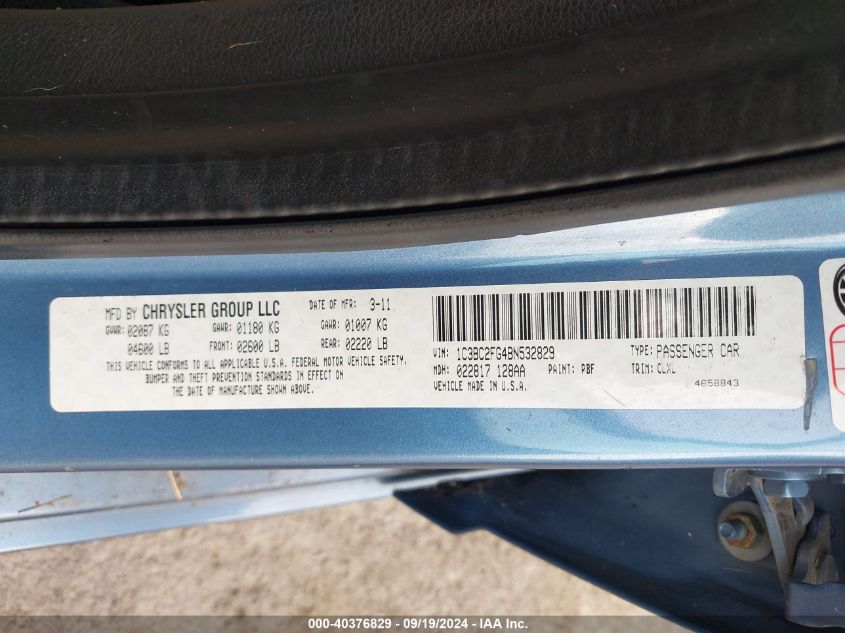 MFD BY CHRYSLER GROUP LLC DATE OF MFR: 3-11
GVWR: 02087 KG GAWR: 01180 KG GAWR: 01007 KG
04600 LB FRONT: 02600 LB REAR: 02220 LB
THIS VEHICLE CONFORMS TO ALL APPLICABLE U.S.A. FEDERAL MOTOR VEHICLE SAFETY,
BUMPER AND THEFT PREVENTION STANDARDS IN EFFECT ON
THE DATE OF MANUFACTURE SHOWN ABOVE.
VIN: 1C3BC2FG4BN532829 TYPE: PASSENGER CAR
MDH: 022817 128AA PAINT: PBF TRIM: CLXL
VEHICLE MADE IN U.S.A. 4658843
000-40376829 - 09/19/2024 - IAA Inc.